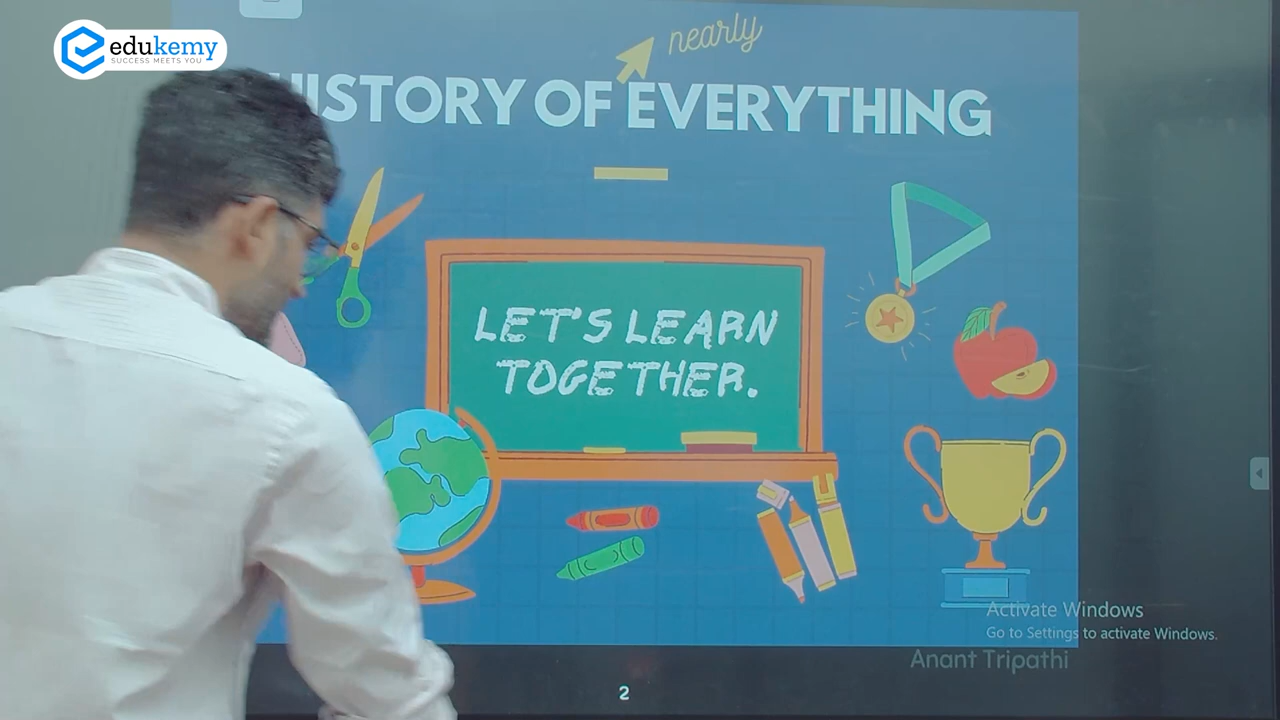 edukemy
SUCCESS MEETS YOU
nearly
HISTORY OF EVERYTHING
LET'S LEARN
TOGETHER.
Activate Windows
Go to Settings to activate Windows.
Anant Tripathi
2